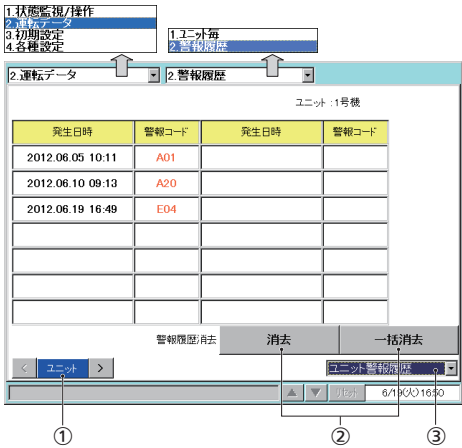 1.状態監視/操作
2.運転データ
3.初期設定
4.各種設定
1.ユニット毎
2.警報履歴
2.運転データ 2.警報履歴
ユニット :1号機
発生日時 警報コード 発生日時 警報コード
2012.06.05 10:11 A01
2012.06.10 09:13 A20
2012.06.19 16:49 E04
警報履歴消去 消去 一括消去
< ユニット > ユニット警報履歴
リセット 6/19(火)16:50
① ② ③